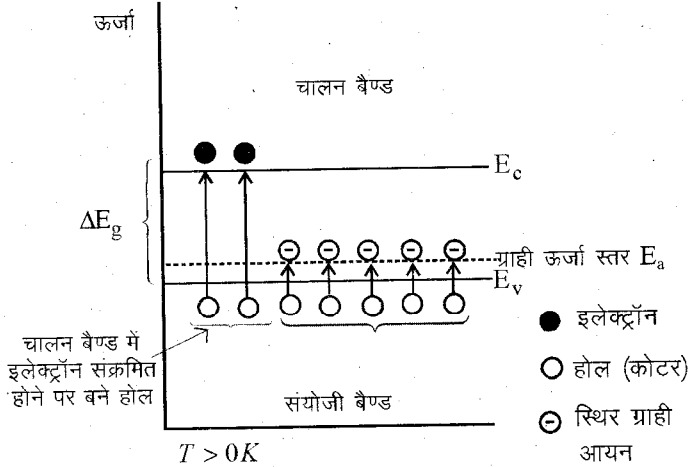 ऊर्जा
चालन बैण्ड
E_c
ΔE_g
ग्राही ऊर्जा स्तर E_a
E_v
चालन बैण्ड में
इलेक्ट्रॉन संक्रमित
होने पर बने होल
संयोजी बैण्ड
T > 0K
इलेक्ट्रॉन
होल (कोटर)
स्थिर ग्राही
आयन